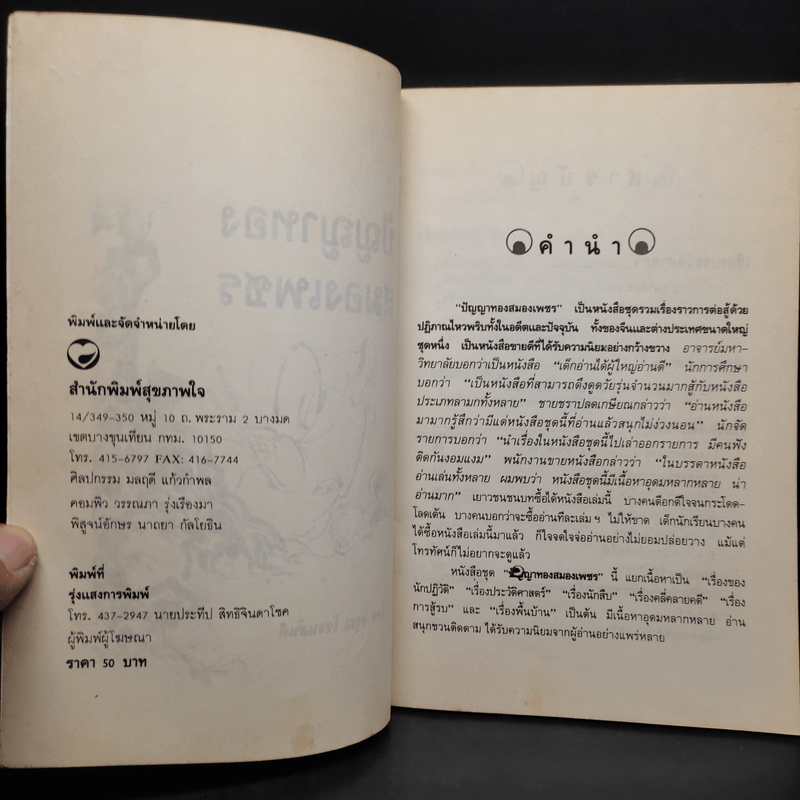 พิมพ์และจัดจำหน่ายโดย
สำนักพิมพ์สุขภาพใจ
14/349-350 หมู่ 10 ถ. พระราม 2 บางมด
เขตบางขุนเทียน กทม. 10150
โทร. 415-6797 FAX: 416-7744
ศิลปกรรม มลฤดี แก้วกำพล
คอมพิว วรรณภา รุ่งเรืองมา
พิสูจน์อักษร นาถยา กัลโยธิน
พิมพ์ที่
รุ่งแสงการพิมพ์
โทร. 437-2947 นายประทีป สิทธิจินดาโชค
ผู้พิมพ์ผู้โฆษณา
ราคา 50 บาท
คำนำ
"ปัญญาทองสมองเพชร" เป็นหนังสือชุดรวมเรื่องราวการต่อสู้ด้วย
ปฏิภาณไหวพริบทั้งในอดีตและปัจจุบัน ทั้งของจีนและต่างประเทศขนาดใหญ่
ชุดหนึ่ง เป็นหนังสือขายดีที่ได้รับความนิยมอย่างกว้างขวาง อาจารย์มหา-
วิทยาลัยบอกว่าเป็นหนังสือ "เด็กอ่านได้ผู้ใหญ่อ่านดี" นักการศึกษา
บอกว่า "เป็นหนังสือที่สามารถดึงดูดวัยรุ่นจำนวนมากสู้กับหนังสือ
ประเภทลามกทั้งหลาย" ชายชราปลดเกษียณกล่าวว่า "อ่านหนังสือ
มามากรู้สึกว่ามีแต่หนังสือชุดนี้ที่อ่านแล้วสนุกไม่ง่วงนอน" นักจัด
รายการบอกว่า "นำเรื่องในหนังสือชุดนี้ไปเล่าออกรายการ มีคนฟัง
ติดกันงอมแงม" พนักงานขายหนังสือกล่าวว่า "ในบรรดาหนังสือ
อ่านเล่นทั้งหลาย ผมพบว่า หนังสือชุดนี้มีเนื้อหาอุดมหลากหลาย น่า
อ่านมาก" เยาวชนชนบทซื้อได้หนังสือเล่มนี้ บางคนดีอกดีใจจนกระโดด-
โลดเต้น บางคนบอกว่าจะซื้ออ่านทีละเล่มฯ ไม่ให้ขาด เด็กนักเรียนบางคน
ได้ซื้อหนังสือเล่มนี้มาแล้ว ก็ใจจดใจจ่ออ่านอย่างไม่ยอมปล่อยวาง แม้แต่
โทรทัศน์ก็ไม่อยากจะดูแล้ว
หนังสือชุด "ปัญญาทองสมองเพชร" นี้ แยกเนื้อหาเป็น "เรื่องของ
นักปฏิวัติ" "เรื่องประวัติศาสตร์" "เรื่องนักสืบ" "เรื่องคลี่คลายคดี" "เรื่อง
การสู้รบ" และ "เรื่องพื้นบ้าน" เป็นต้น มีเนื้อหาอุดมหลากหลาย อ่าน
สนุกชวนติดตาม ได้รับความนิยมจากผู้อ่านอย่างแพร่หลาย